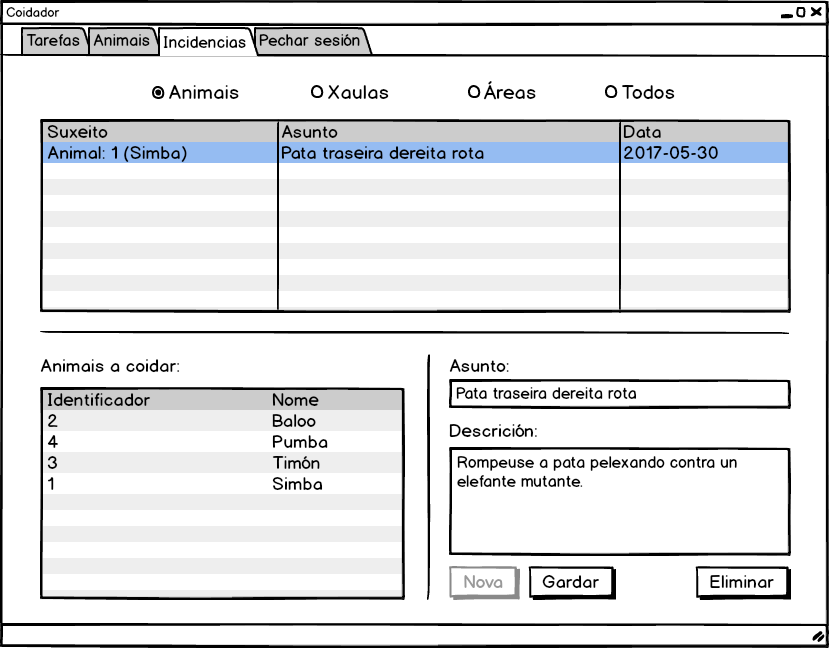 Coidador
Tarefas Animais Incidencias Pechar sesión
Animais Xaulas Áreas Todos
Suxeito Asunto Data
Animal: 1 (Simba) Pata traseira dereita rota 2017-05-30
Animais a coidar:
Identificador Nome
2 Baloo
4 Pumba
3 Timón
1 Simba
Asunto:
Pata traseira dereita rota
Descrición:
Rompeuse a pata pelexando contra un
elefante mutante.
Nova Gardar Eliminar